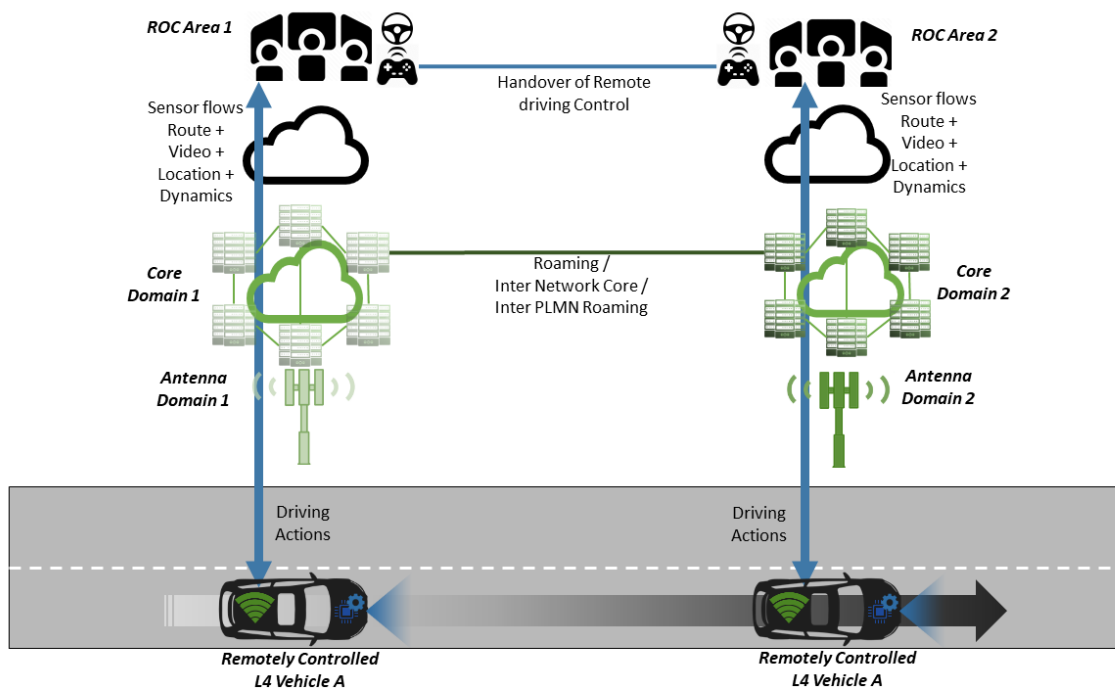 ROC Area 1
ROC Area 2
Handover of Remote
driving Control
Sensor flows
Route +
Video +
Location +
Dynamics
Sensor flows
Route +
Video +
Location +
Dynamics
Core
Domain 1
Roaming /
Inter Network Core /
Inter PLMN Roaming
Core
Domain 2
Antenna
Domain 1
Antenna
Domain 2
Driving
Actions
Driving
Actions
Remotely Controlled
L4 Vehicle A
Remotely Controlled
L4 Vehicle A